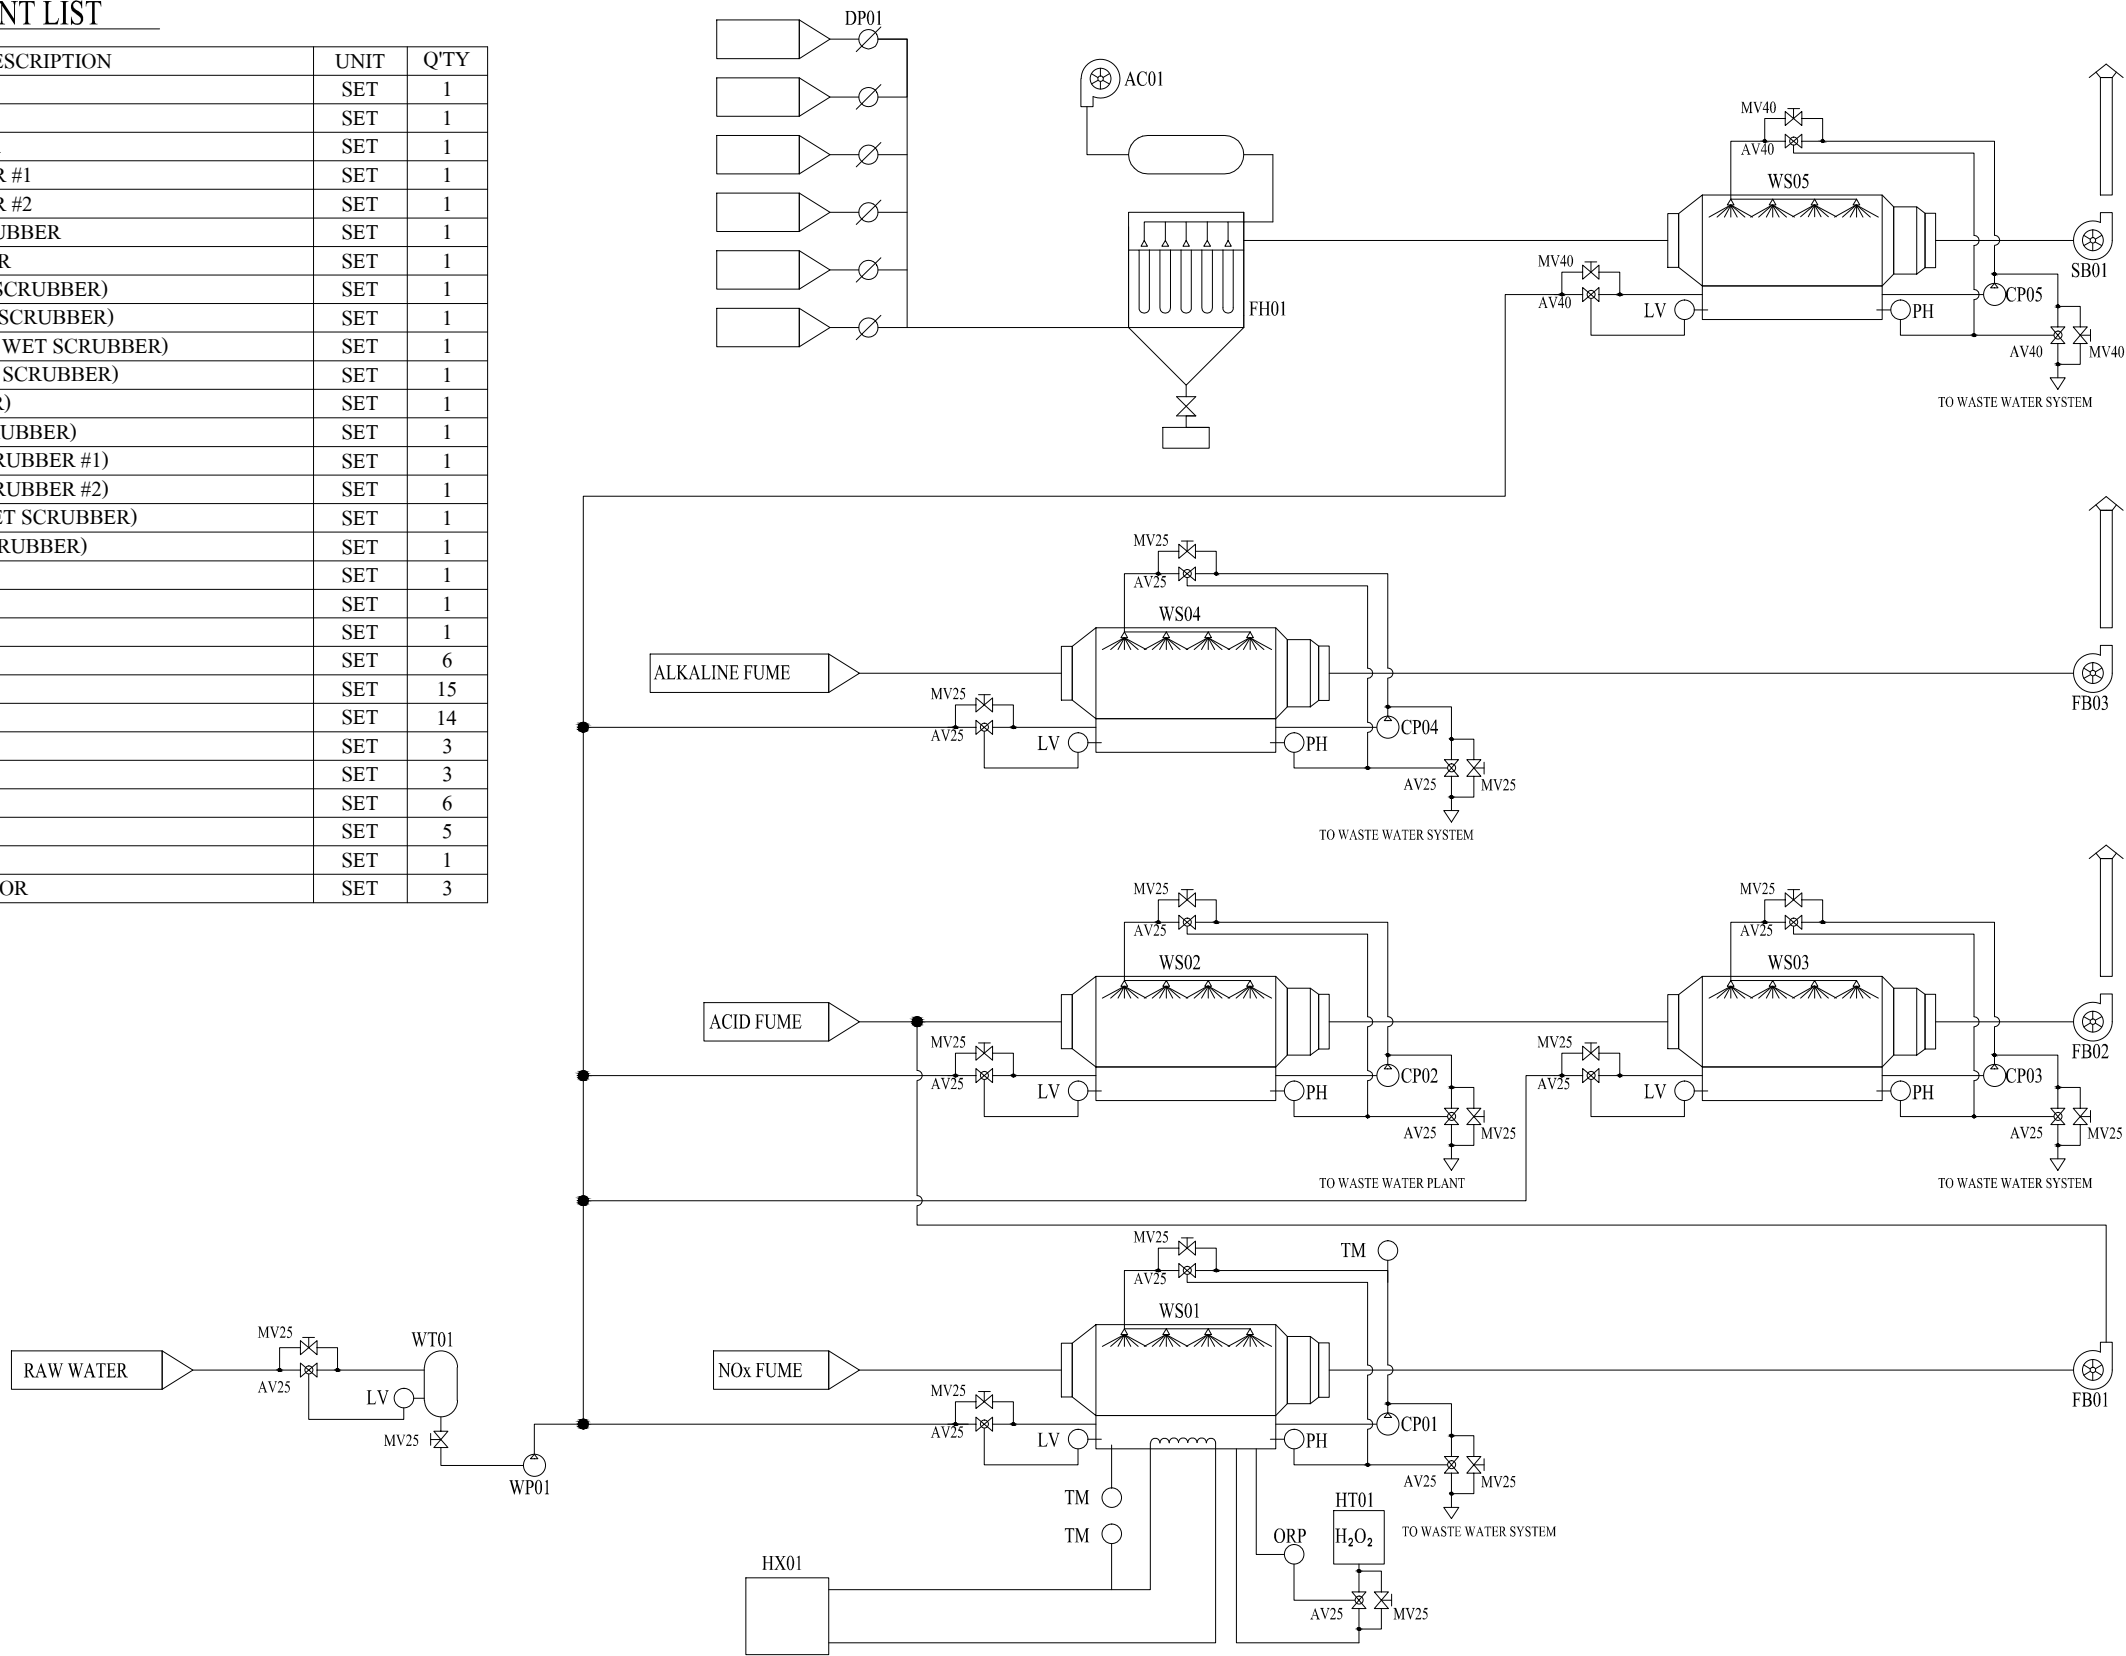 NT LIST
ESCRIPTION UNIT Q'TY
SET 1
SET 1
SET 1
R #1 SET 1
R #2 SET 1
UBBER SET 1
R SET 1
SCRUBBER) SET 1
SCRUBBER) SET 1
WET SCRUBBER) SET 1
SCRUBBER) SET 1
R) SET 1
UBBER) SET 1
RUBBER #1) SET 1
RUBBER #2) SET 1
ET SCRUBBER) SET 1
RUBBER) SET 1
SET 1
SET 1
SET 1
SET 6
SET 15
SET 14
SET 3
SET 3
SET 6
SET 5
SET 1
OR SET 3
DP01
AC01
FH01
MV40
AV40
WS05
SB01
MV40
AV40
LV
PH
CP05
AV40
MV40
TO WASTE WATER SYSTEM
MV25
AV25
WS04
ALKALINE FUME
FB03
MV25
AV25
LV
PH
CP04
AV25
MV25
TO WASTE WATER SYSTEM
MV25
AV25
WS02
ACID FUME
MV25
AV25
LV
PH
CP02
AV25
MV25
TO WASTE WATER PLANT
MV25
AV25
WS03
FB02
MV25
AV25
LV
PH
CP03
AV25
MV25
TO WASTE WATER SYSTEM
MV25
AV25
TM
WS01
NOx FUME
FB01
MV25
AV25
LV
PH
CP01
AV25
MV25
TO WASTE WATER SYSTEM
RAW WATER
MV25
AV25
WT01
LV
MV25
WP01
TM
TM
HX01
ORP
HT01
H₂O₂
AV25
MV25